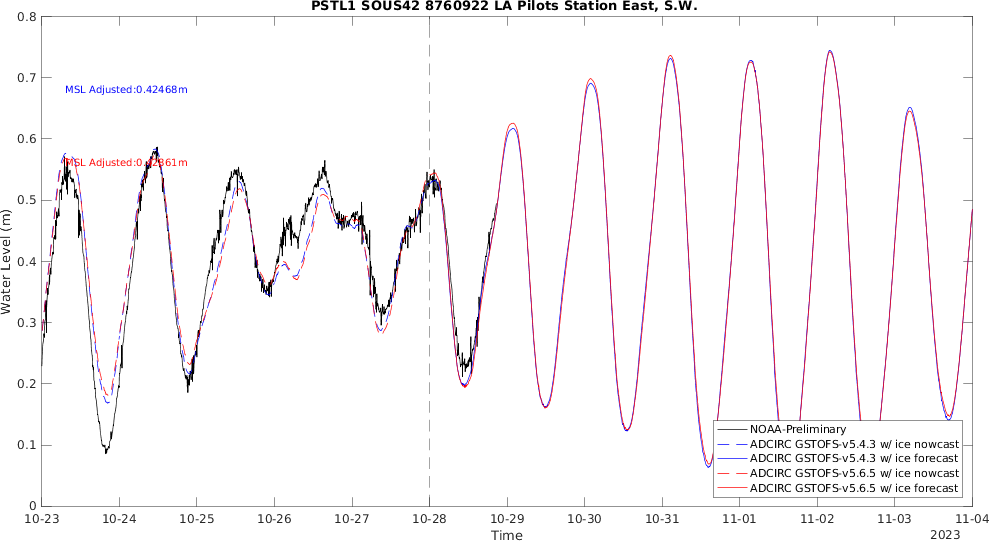 PSTL1 SOUS42 8760922 LA Pilots Station East, S.W.
0.8
0.7
0.6
0.5
0.4
0.3
0.2
0.1
0
Water Level (m)
MSL Adjusted:0.42468m
MSL Adjusted:0.42361m
NOAA-Preliminary
ADCIRC GSTOFS-v5.4.3 w/ ice nowcast
ADCIRC GSTOFS-v5.4.3 w/ ice forecast
ADCIRC GSTOFS-v5.6.5 w/ ice nowcast
ADCIRC GSTOFS-v5.6.5 w/ ice forecast
10-23 10-24 10-25 10-26 10-27 10-28 10-29 10-30 10-31 11-01 11-02 11-03 11-04
Time
2023